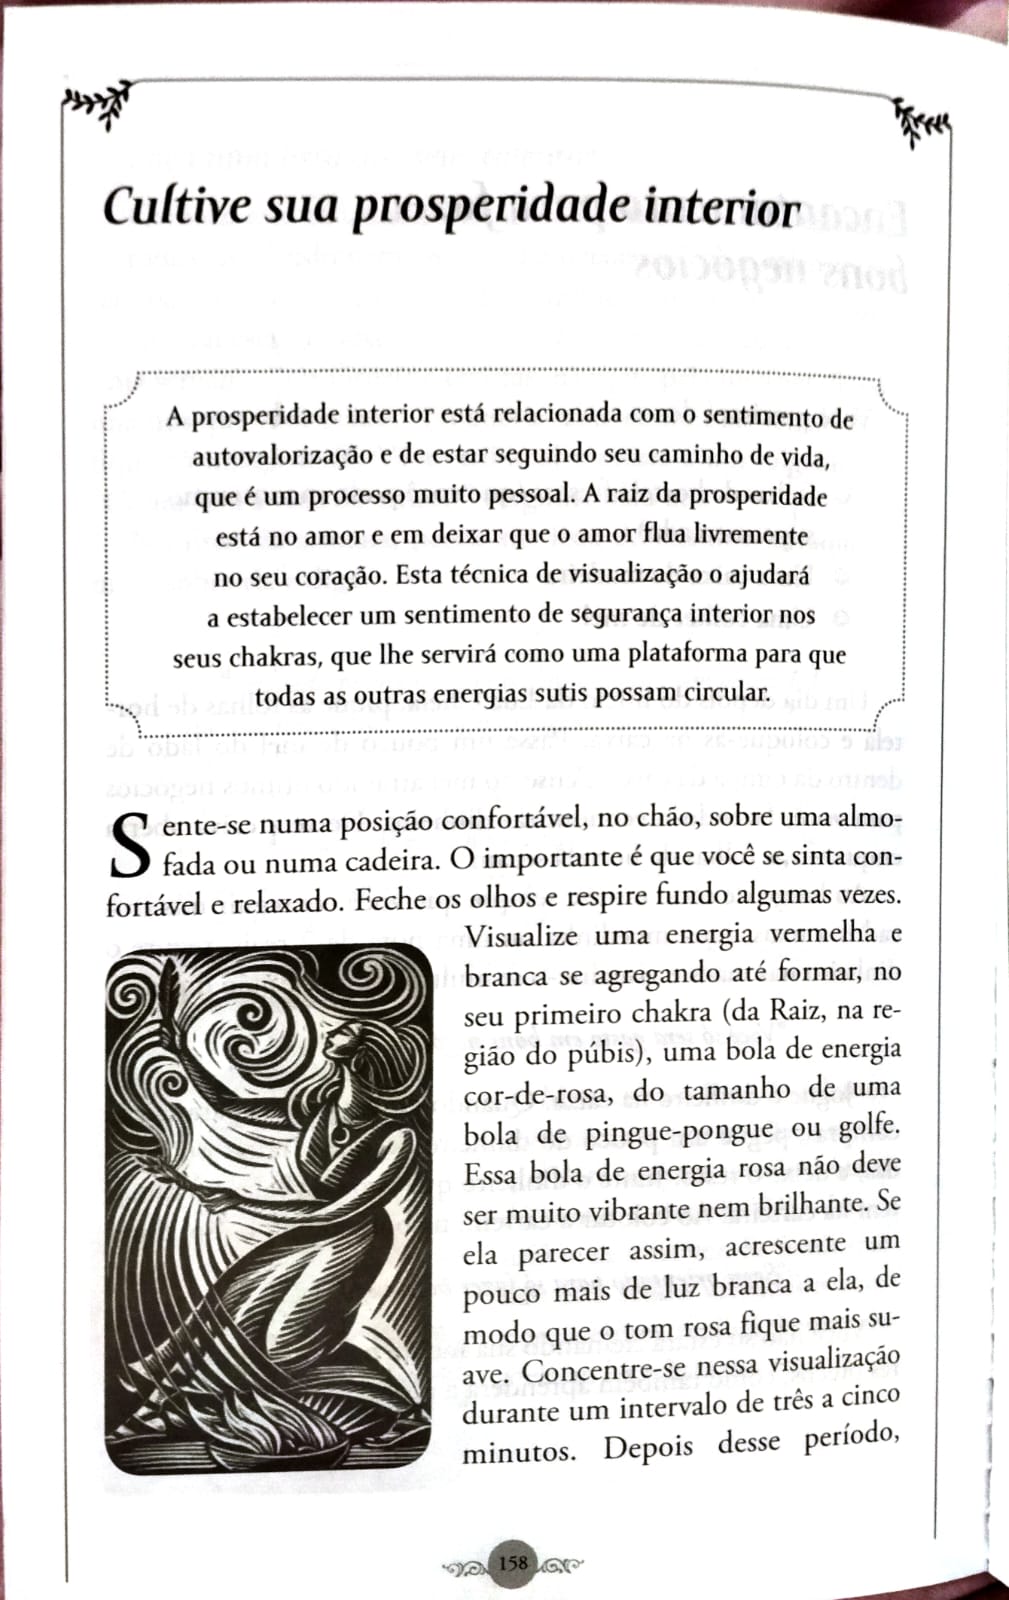 Cultive sua prosperidade interior
A prosperidade interior está relacionada com o sentimento de
autovalorização e de estar seguindo seu caminho de vida,
que é um processo muito pessoal. A raiz da prosperidade
está no amor e em deixar que o amor flua livremente
no seu coração. Esta técnica de visualização o ajudará
a estabelecer um sentimento de segurança interior nos
seus chakras, que lhe servirá como uma plataforma para que
todas as outras energias sutis possam circular.
Sente-se numa posição confortável, no chão, sobre uma almo-
fada ou numa cadeira. O importante é que você se sinta con-
fortável e relaxado. Feche os olhos e respire fundo algumas vezes.
Visualize uma energia vermelha e
branca se agregando até formar, no
seu primeiro chakra (da Raiz, na re-
gião do púbis), uma bola de energia
cor-de-rosa, do tamanho de uma
bola de pingue-pongue ou golfe.
Essa bola de energia rosa não deve
ser muito vibrante nem brilhante. Se
ela parecer assim, acrescente um
pouco mais de luz branca a ela, de
modo que o tom rosa fique mais su-
ave. Concentre-se nessa visualização
durante um intervalo de três a cinco
minutos. Depois desse período,
158